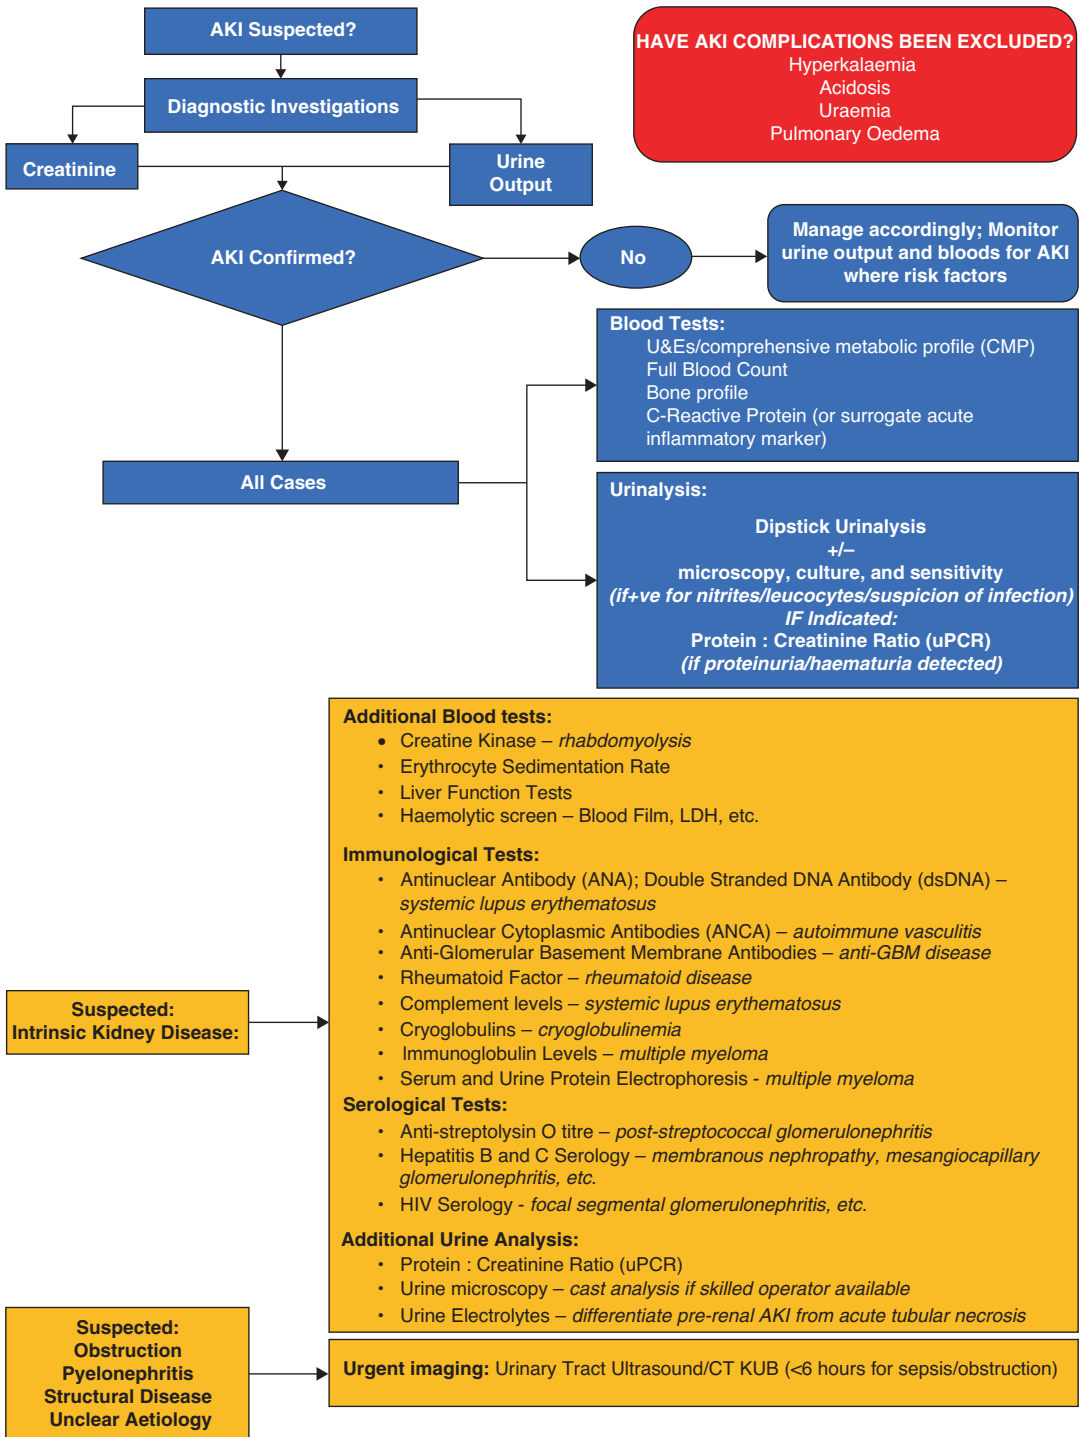 AKI Suspected?
HAVE AKI COMPLICATIONS BEEN EXCLUDED?
Hyperkalaemia
Acidosis
Uraemia
Pulmonary Oedema
Diagnostic Investigations
Creatinine
Urine
Output
AKI Confirmed?
No
Manage accordingly; Monitor
urine output and bloods for AKI
where risk factors
Blood Tests:
U&Es/comprehensive metabolic profile (CMP)
Full Blood Count
Bone profile
C-Reactive Protein (or surrogate acute
inflammatory marker)
All Cases
Urinalysis:
Dipstick Urinalysis
+/–
microscopy, culture, and sensitivity
(if+ve for nitrites/leucocytes/suspicion of infection)
IF Indicated:
Protein : Creatinine Ratio (uPCR)
(if proteinuria/haematuria detected)
Additional Blood tests:
• Creatine Kinase – rhabdomyolysis
• Erythrocyte Sedimentation Rate
• Liver Function Tests
• Haemolytic screen – Blood Film, LDH, etc.
Immunological Tests:
• Antinuclear Antibody (ANA); Double Stranded DNA Antibody (dsDNA) –
systemic lupus erythematosus
• Antinuclear Cytoplasmic Antibodies (ANCA) – autoimmune vasculitis
• Anti-Glomerular Basement Membrane Antibodies – anti-GBM disease
• Rheumatoid Factor – rheumatoid disease
• Complement levels – systemic lupus erythematosus
• Cryoglobulins – cryoglobulinemia
• Immunoglobulin Levels – multiple myeloma
• Serum and Urine Protein Electrophoresis - multiple myeloma
Serological Tests:
• Anti-streptolysin O titre – post-streptococcal glomerulonephritis
• Hepatitis B and C Serology – membranous nephropathy, mesangiocapillary
glomerulonephritis, etc.
• HIV Serology - focal segmental glomerulonephritis, etc.
Additional Urine Analysis:
• Protein : Creatinine Ratio (uPCR)
• Urine microscopy – cast analysis if skilled operator available
• Urine Electrolytes – differentiate pre-renal AKI from acute tubular necrosis
Suspected:
Intrinsic Kidney Disease:
Suspected:
Obstruction
Pyelonephritis
Structural Disease
Unclear Aetiology
Urgent imaging: Urinary Tract Ultrasound/CT KUB (<6 hours for sepsis/obstruction)